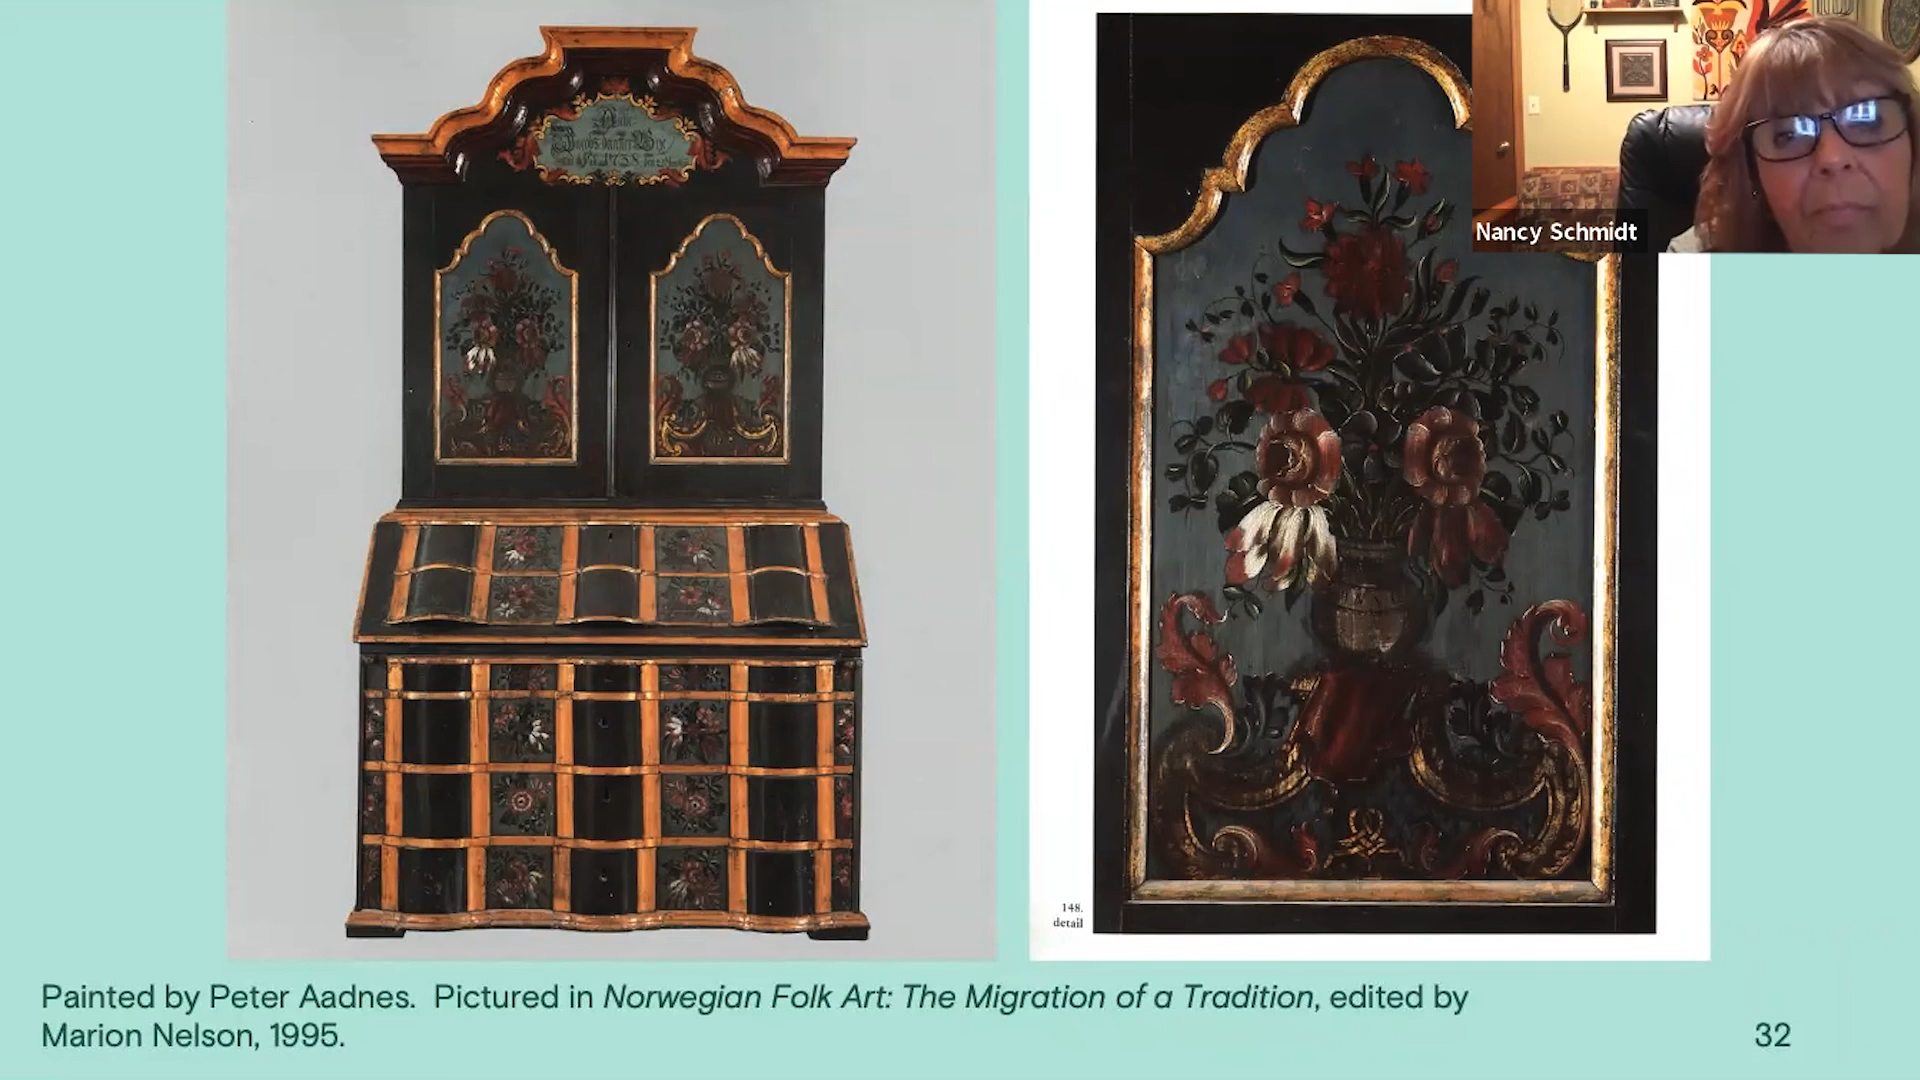 Nancy Schmidt
148.
detail
Painted by Peter Aadnes.  Pictured in Norwegian Folk Art: The Migration of a Tradition, edited by
Marion Nelson, 1995.
32